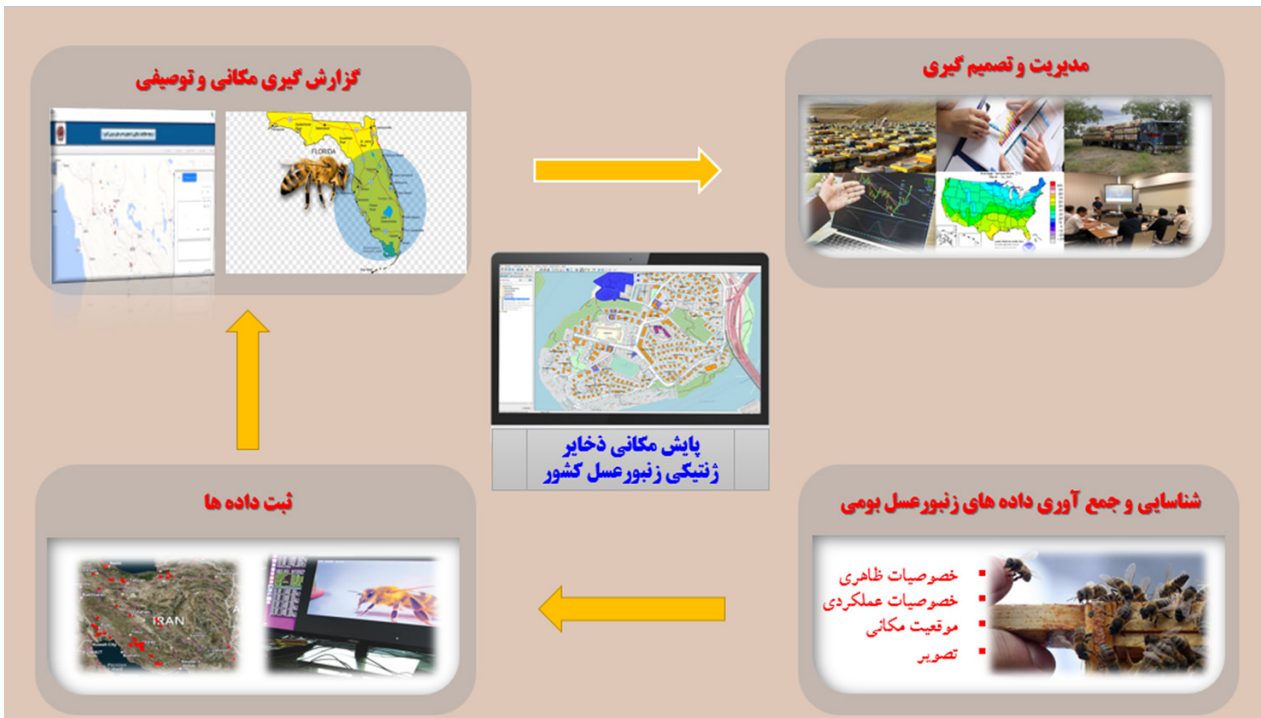 گزارش گیری مکانی و توصیفی
FLORIDA
مدیریت و تصمیم گیری
پایش مکانی ذخایر
ژنتیکی زنبورعسل کشور
ثبت داده ها
IRAN
شناسایی و جمع آوری داده های زنبورعسل بومی
خصوصیات ظاهری
خصوصیات عملکردی
موقعیت مکانی
تصویر